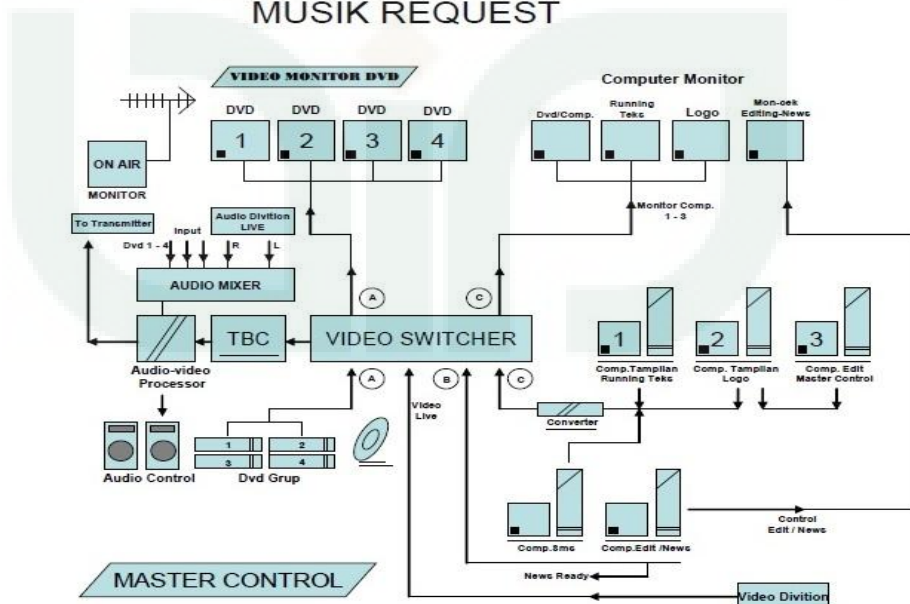 MUSIK REQUEST
VIDEO MONITOR DVD
DVD
DVD
DVD
DVD
1
2
3
4
Computer Monitor
Dvd/Comp.
Running
Teks
Logo
Mon-cek
Editing-News
ON AIR
MONITOR
To Transmitter
Audio Divition
LIVE
Input
Dvd 1 - 4
R
L
Monitor Comp.
1 - 3
AUDIO MIXER
A
C
TBC
VIDEO SWITCHER
1
2
3
Audio-video
Processor
Comp.Tampilan
Running Teks
Comp. Tampilan
Logo
Comp. Edit
Master Control
A
B
C
Video
Live
Converter
1
2
3
4
Audio Control
Dvd Grup
Comp.Sms
Comp.Edit /News
Control
Edit / News
News Ready
MASTER CONTROL
Video Divition